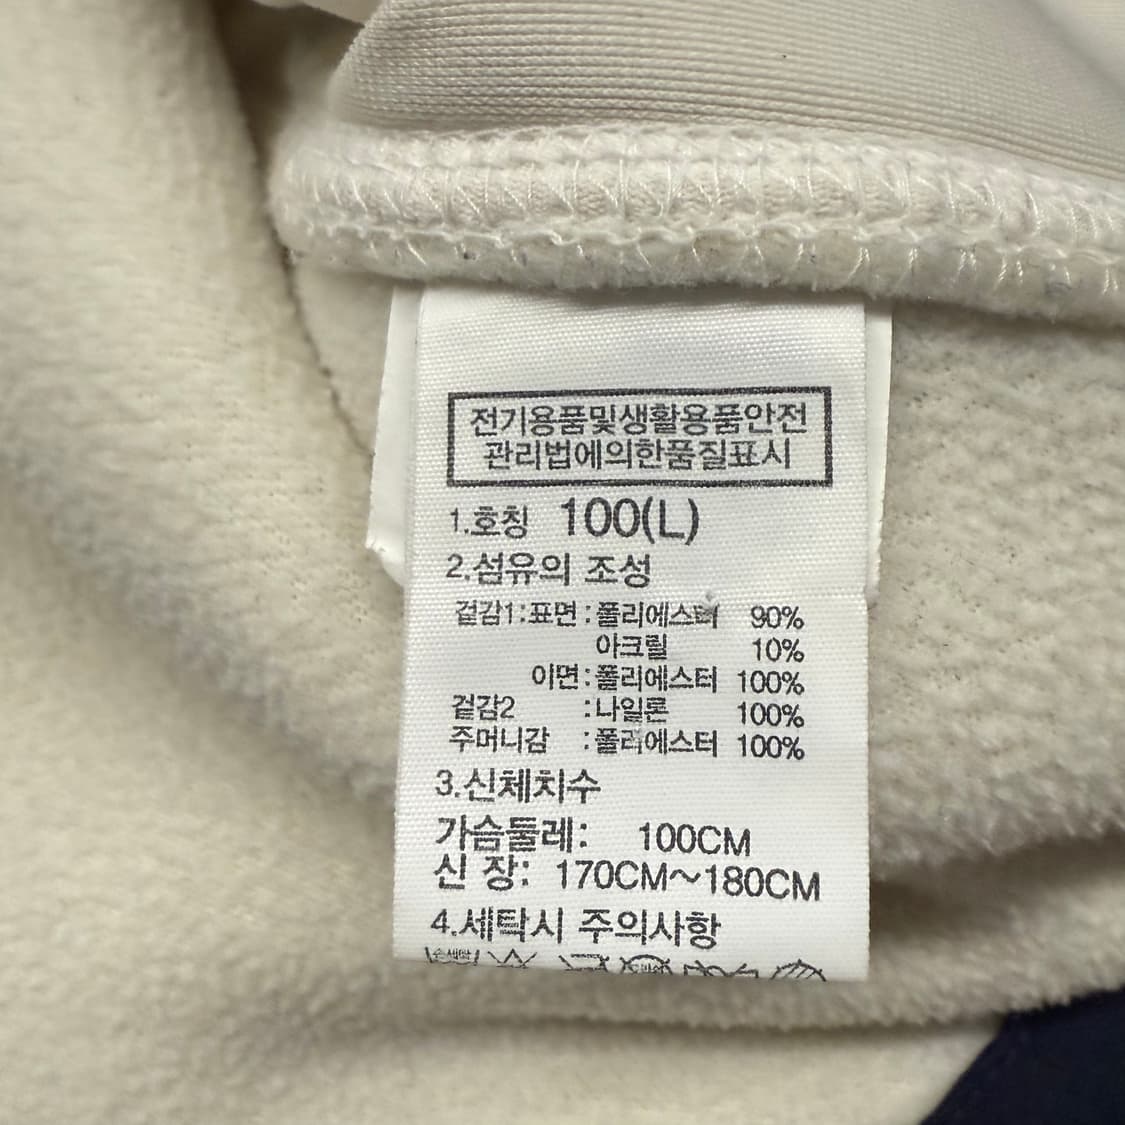 전기용품및생활용품안전
관리법에의한품질표시
1.호칭 100(L)
2.섬유의 조성
겉감1:표면:폴리에스터 90%
아크릴 10%
이면:폴리에스터 100%
겉감2 :나일론 100%
주머니감 :폴리에스터 100%
3.신체치수
가슴둘레: 100CM
신 장: 170CM~180CM
4.세탁시 주의사항